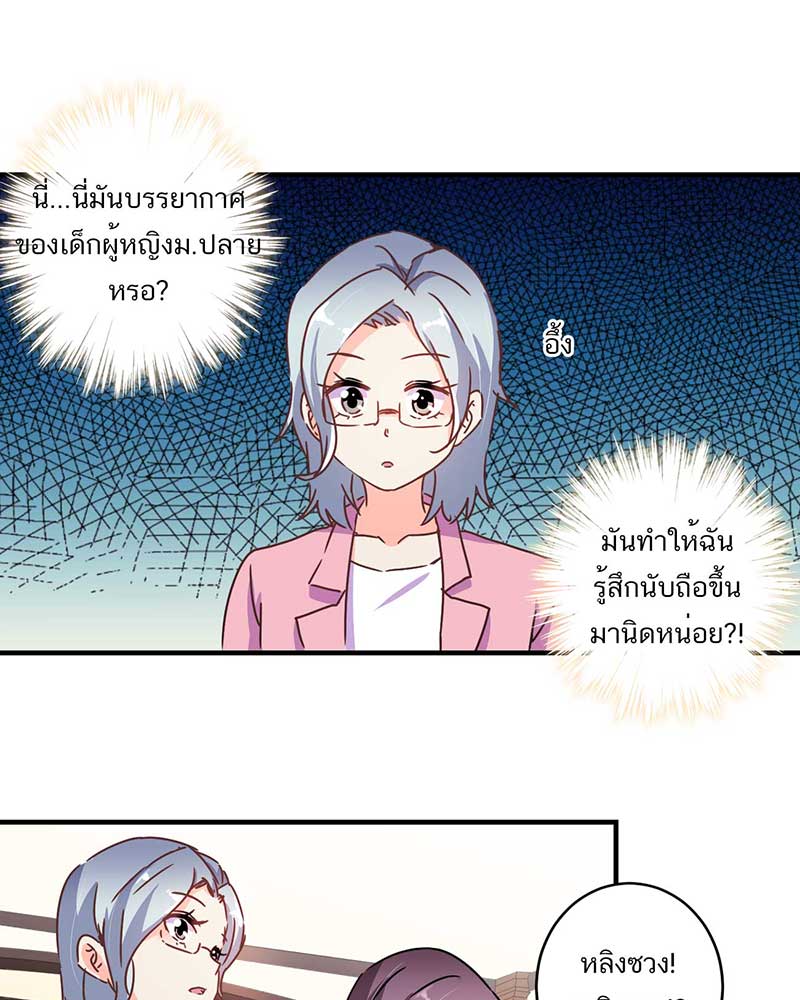 นี่...นี่มันบรรยากาศ
ของเด็กผู้หญิงม.ปลาย
หรอ?
อึ้ง
มันทำให้ฉัน
รู้สึกนับถือขึ้น
มานิดหน่อย?!
หลิงซวง!